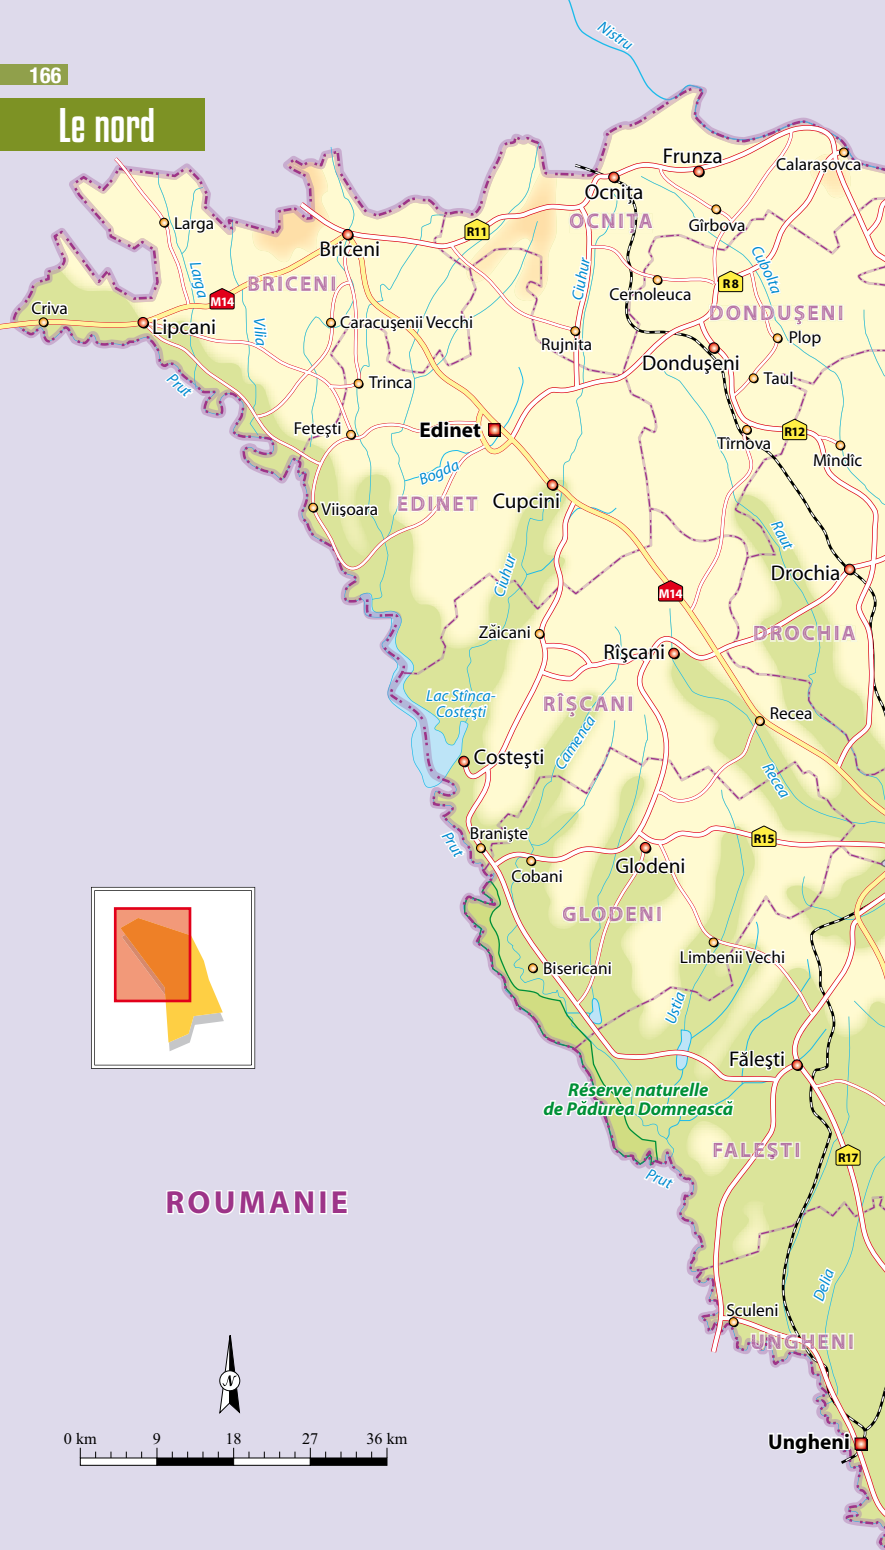 166
Le nord
Nistru
Frunza
Calaraşovca
Ocniţa
OCNIŢA
Gîrbova
Larga
R11
Briceni
BRICENI
Larga
M14
Ciuhur
Cubolta
R8
Cernoleuca
DONDUŞENI
Criva
Lipcani
Vilia
Caracuşenii Vecchi
Rujnita
Plop
Donduşeni
Prut
Trinca
Taul
Feteşti
Edinet
Tîrnova
R12
Mîndîc
Bogda
EDINET
Cupcini
Viişoara
Raut
Ciuhur
Drochia
M14
Zăicani
DROCHIA
Rîşcani
Lac Stînca-
Costeşti
RÎŞCANI
Recea
Camenca
Costeşti
Recea
Prut
Branişte
R15
Cobani
Glodeni
GLODENI
Limbenii Vechi
Bisericani
Ustia
Făleşti
Réserve naturelle
de Pădurea Domnească
FALEŞTI
R17
Prut
ROUMANIE
Delia
Sculeni
UNGHENI
N
0 km
9
18
27
36 km
Ungheni